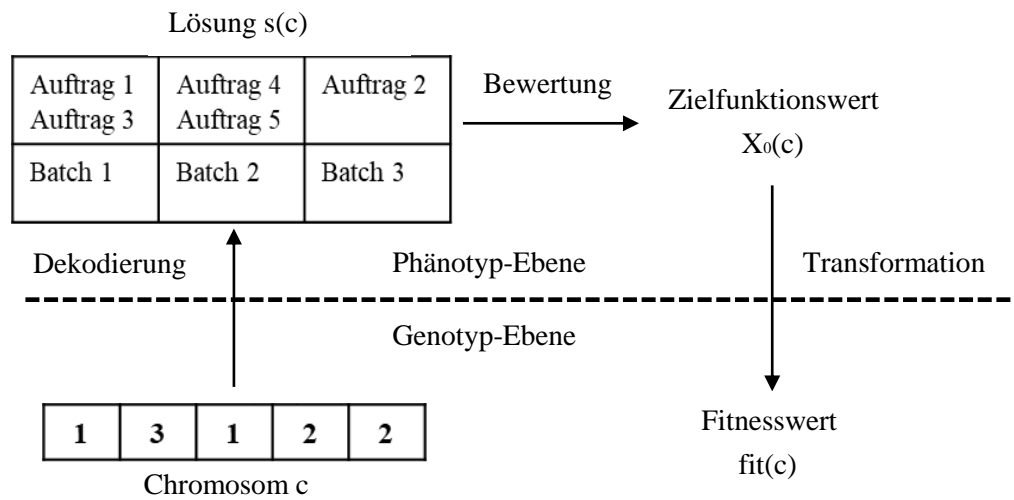 Lösung s(c)
Auftrag 1 Auftrag 4 Auftrag 2
Auftrag 3 Auftrag 5
Batch 1 Batch 2 Batch 3
Bewertung
Zielfunktionswert
X₀(c)
Dekodierung Phänotyp-Ebene Transformation
Genotyp-Ebene
1 3 1 2 2
Chromosom c
Fitnesswert
fit(c)